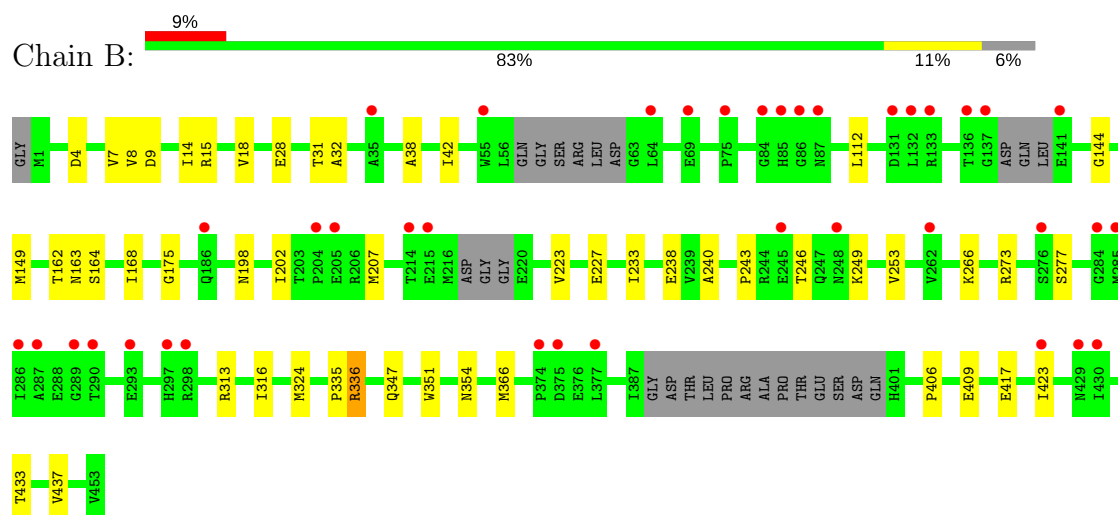 9%
Chain B:
83% 11% 6%
GLY M1 D4 V7 V8 D9 I14 R15 V18 E28 T31 A32 A35 A38 I42 W55 L56 GLN GLY SER ARG LEU ASP G63 L64 E69 P75 G84 H85 G86 N87 L112 D131 L132 R133 T136 G137 ASP GLN LEU E141 G144
M149 T162 N163 S164 I168 G175 Q186 N198 I202 T203 P204 E205 R206 M207 T214 E215 M216 ASP GLY GLY E220 V223 E227 I233 E238 V239 A240 P243 R244 E245 T246 Q247 N248 K249 V253 V262 K266 R273 S276 S277 G284 M285
I286 A287 E288 G289 T290 E293 H297 R298 R313 I316 M324 P335 R336 Q347 W351 N354 M366 P374 D375 E376 L377 I387 GLY ASP THR LEU PRO ARG ALA PRO THR GLU SER ASP GLN H401 P406 E409 E417 I423 N429 I430
T433 V437 V453